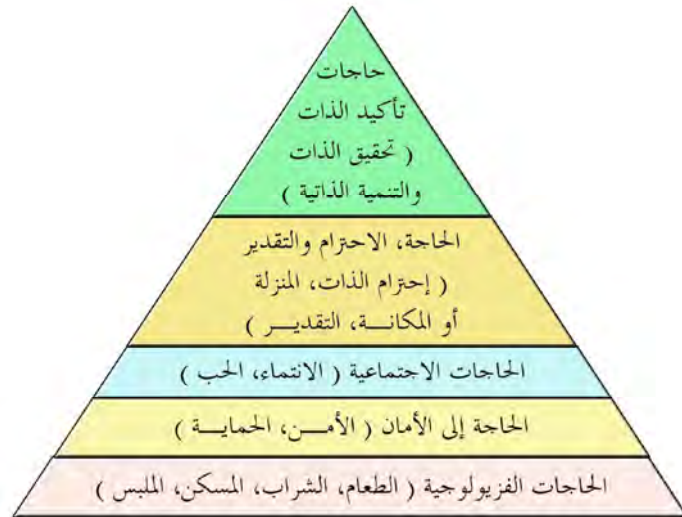 حاجات
تأكيد الذات
( تحقيق الذات
والتنمية الذاتية )
الحاجة، الاحترام والتقدير
( إحترام الذات، المنزلة
أو المكانـــة، التقديـــر )
الحاجات الاجتماعية ( الانتماء، الحب )
الحاجة إلى الأمان ( الأمـــن، الحمايـــة )
الحاجات الفزيولوجية ( الطعام، الشراب، المسكن، الملبس )